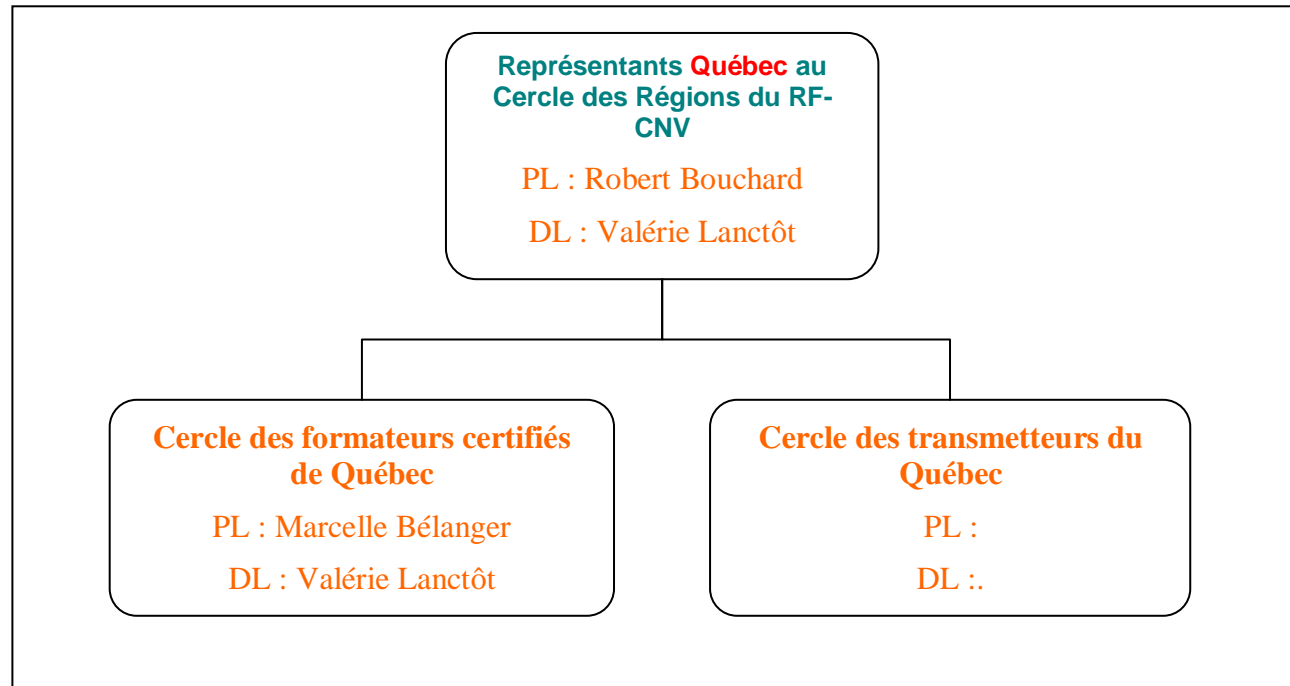 Représentants Québec au
Cercle des Régions du RF-
CNV
PL : Robert Bouchard
DL : Valérie Lanctôt
Cercle des formateurs certifiés
de Québec
PL : Marcelle Bélanger
DL : Valérie Lanctôt
Cercle des transmetteurs du
Québec
PL :
DL :.